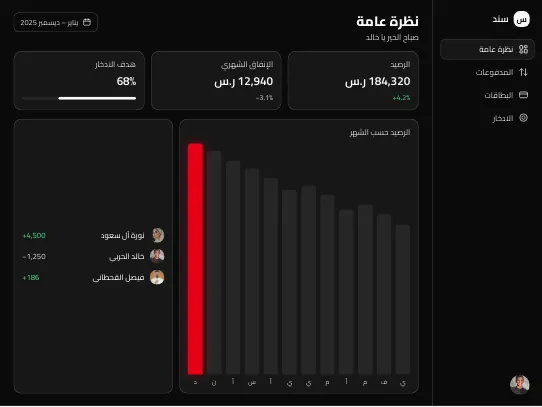 س سند
نظرة عامة
المدفوعات
البطاقات
الادخار
نظرة عامة
صباح الخير يا خالد
يناير – ديسمبر 2025
الرصيد
184,320 ر.س
+4.2%
الإنفاق الشهري
12,940 ر.س
−3.1%
هدف الادخار
68%
الرصيد حسب الشهر
ي ف م أ م ي ي أ س أ ن د
نورة آل سعود +4,500
خالد الحربي −1,250
فيصل القحطاني +186